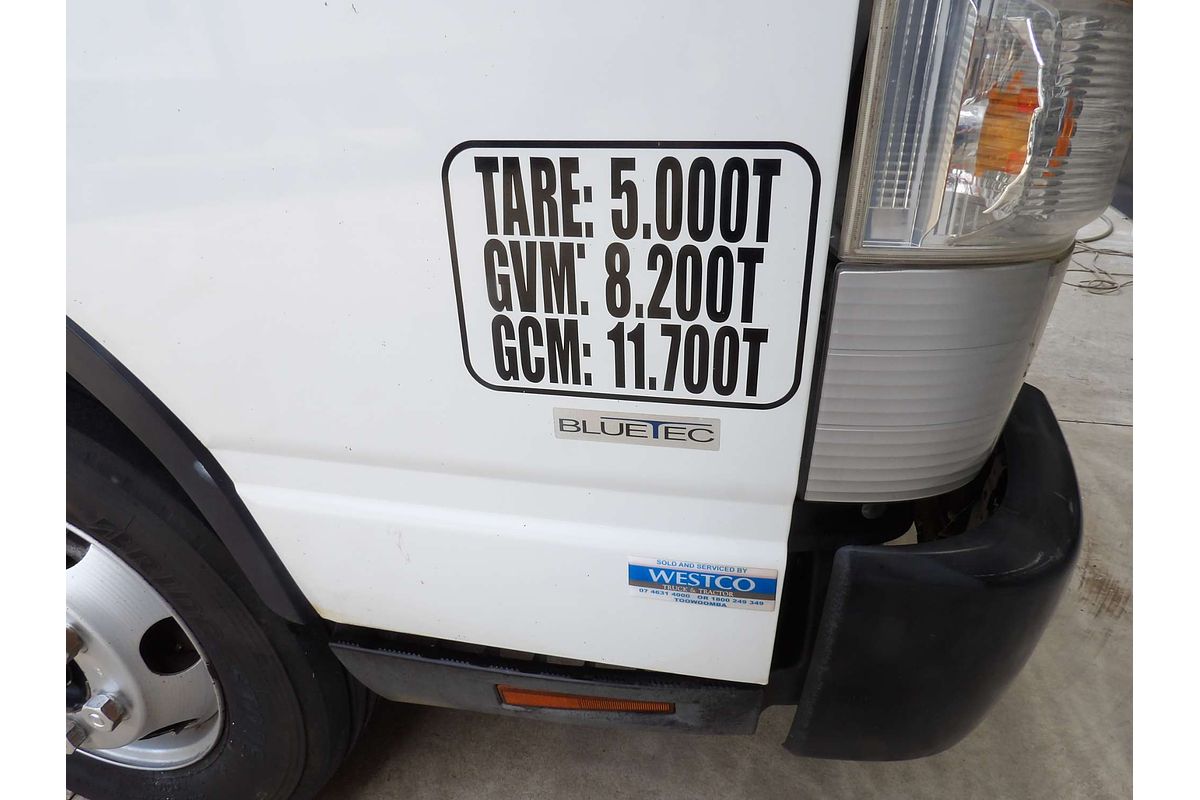 TARE: 5.000T
GVM: 8.200T
GCM: 11.700T
BLUETEC
SOLD AND SERVICED BY
WESTCO
TRUCK & TRACTOR
07 4631 4000 OR 1800 249 349
TOOWOOMBA